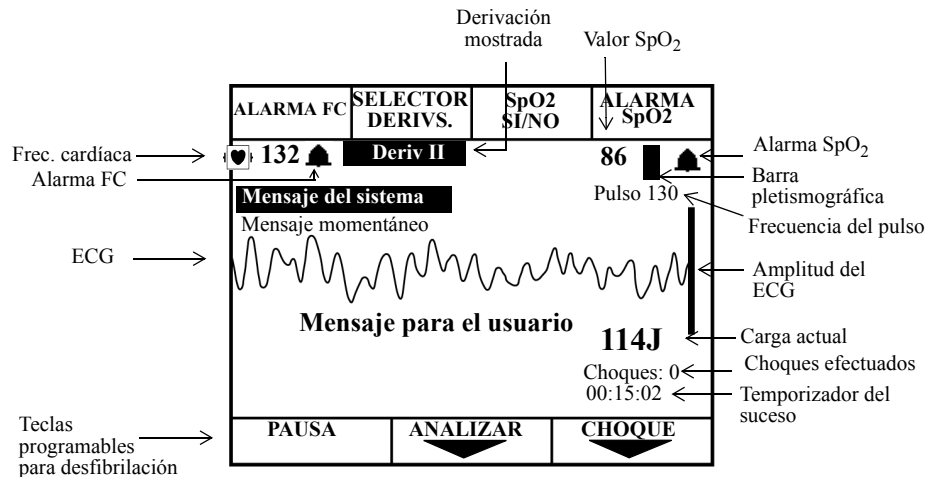 Derivación
mostrada
Valor SpO2
ALARMA FC
SELECTOR
DERIVS.
SpO2
SI/NO
ALARMA
SpO2
Frec. cardíaca
132
Deriv II
86
Alarma SpO2
Alarma FC
Barra
pletismográfica
Mensaje del sistema
Pulso 130
Mensaje momentáneo
Frecuencia del pulso
ECG
Amplitud del
ECG
Mensaje para el usuario
114J
Carga actual
Choques: 0
Choques efectuados
00:15:02
Temporizador del
suceso
Teclas
programables
para desfibrilación
PAUSA
ANALIZAR
CHOQUE